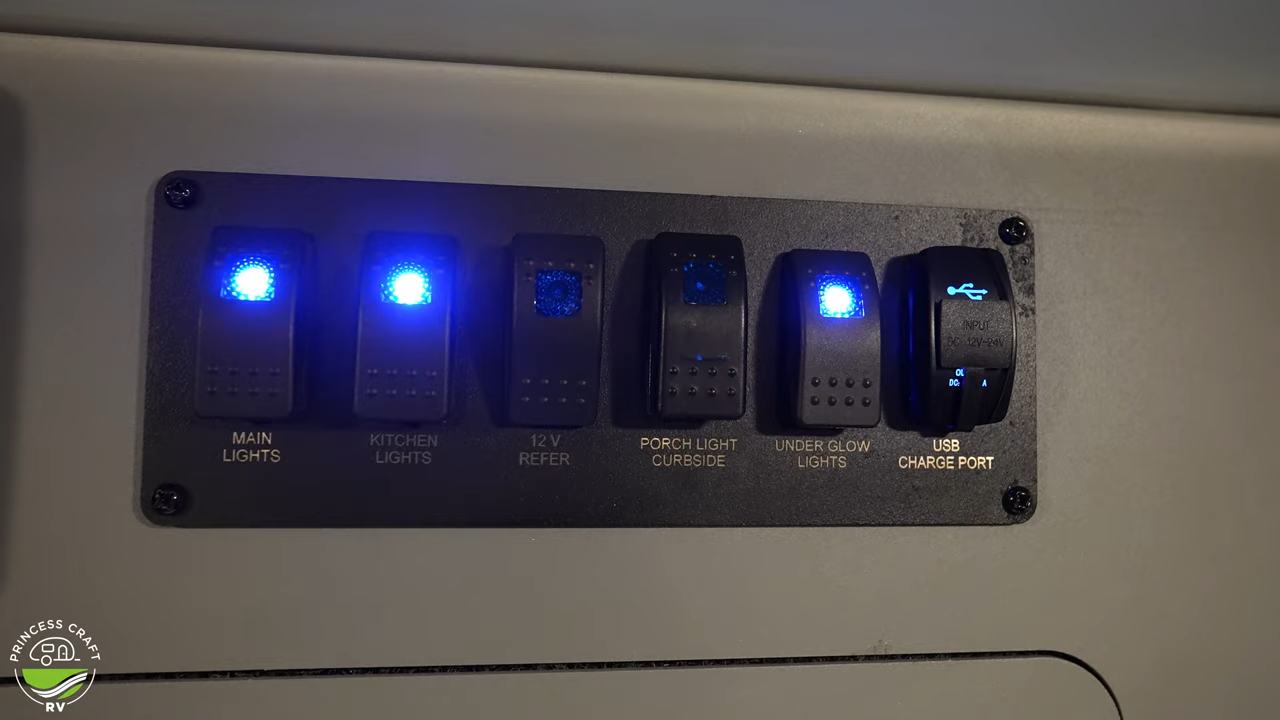 MAIN
LIGHTS
KITCHEN
LIGHTS
12 V
REFER
PORCH LIGHT
CURBSIDE
UNDER GLOW
LIGHTS
INPUT
DC 12V-24V
DC:
A
USB
CHARGE PORT
PRINCESS CRAFT
RV